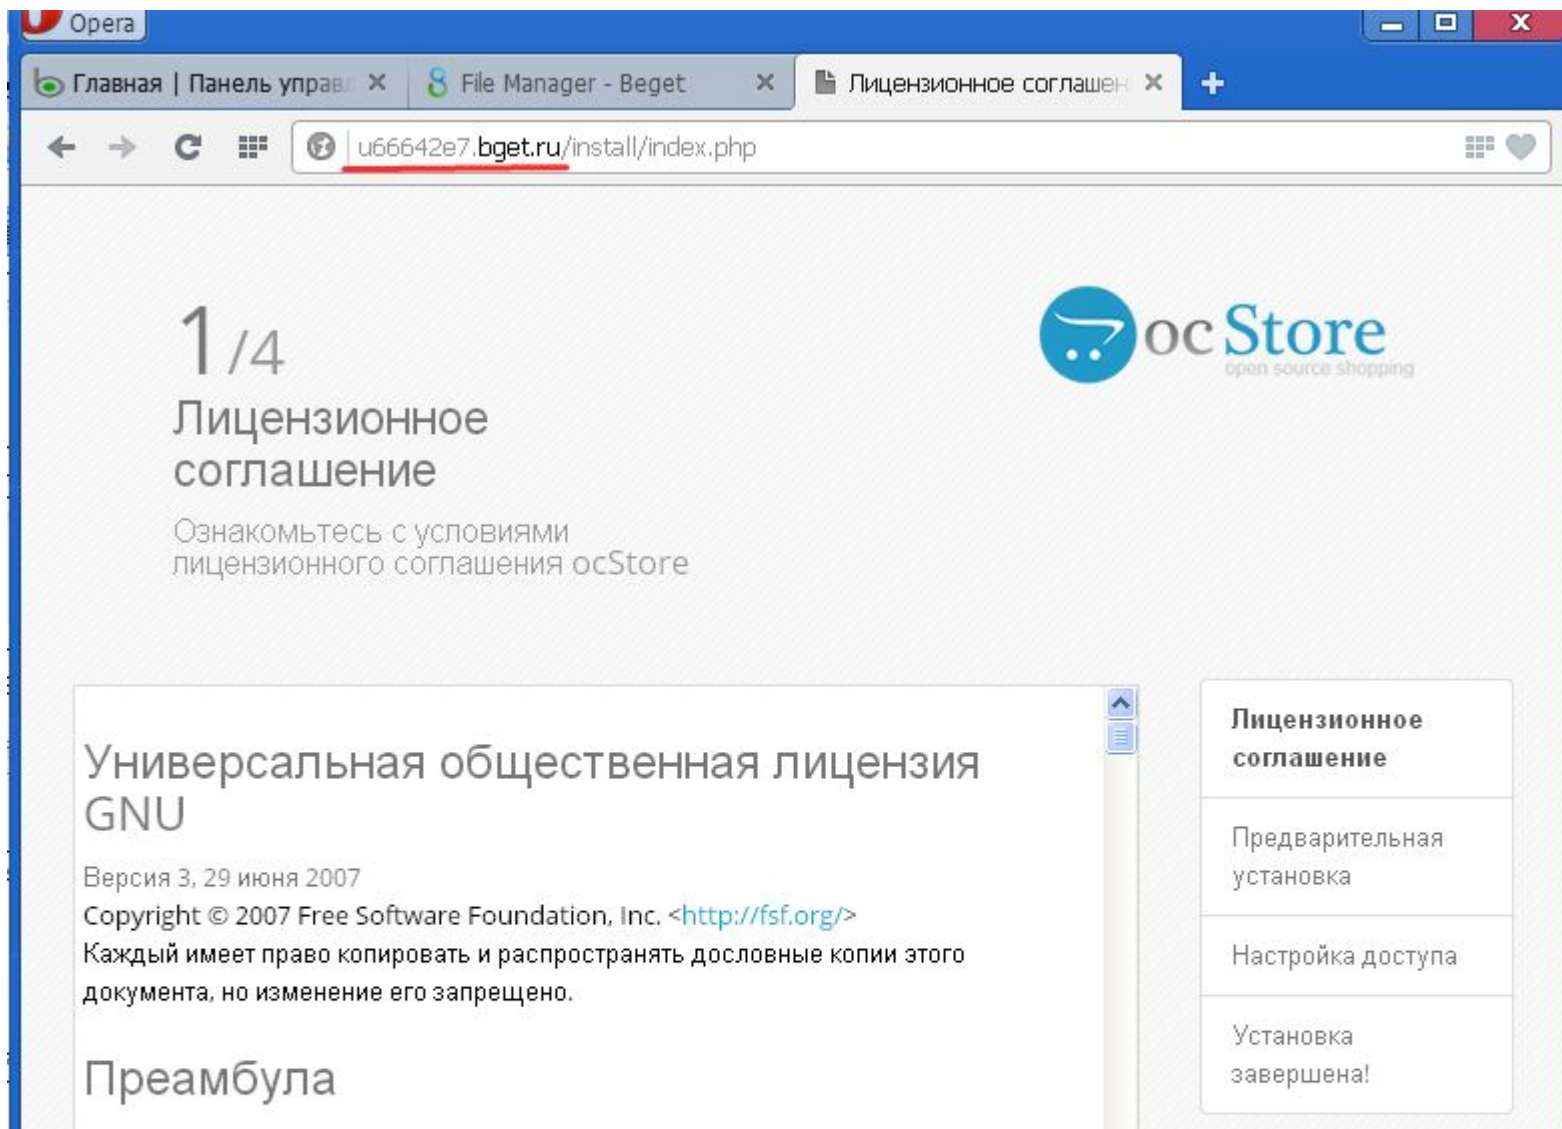 Opera
Главная | Панель управл
File Manager - Beget
Лицензионное соглашен
u66642e7.bget.ru/install/index.php
1/4
ocStore
open source shopping
Лицензионное
соглашение
Ознакомьтесь с условиями
лицензионного соглашения ocStore
Универсальная общественная лицензия
GNU
Версия 3, 29 июня 2007
Copyright © 2007 Free Software Foundation, Inc. <http://fsf.org/>
Каждый имеет право копировать и распространять дословные копии этого
документа, но изменение его запрещено.
Преамбула
Лицензионное
соглашение
Предварительная
установка
Настройка доступа
Установка
завершена!